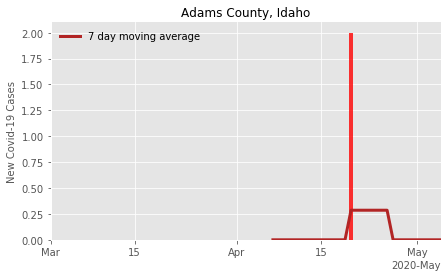 Adams County, Idaho
7 day moving average
New Covid-19 Cases
2.00
1.75
1.50
1.25
1.00
0.75
0.50
0.25
0.00
Mar 15 Apr 15 May
2020-May